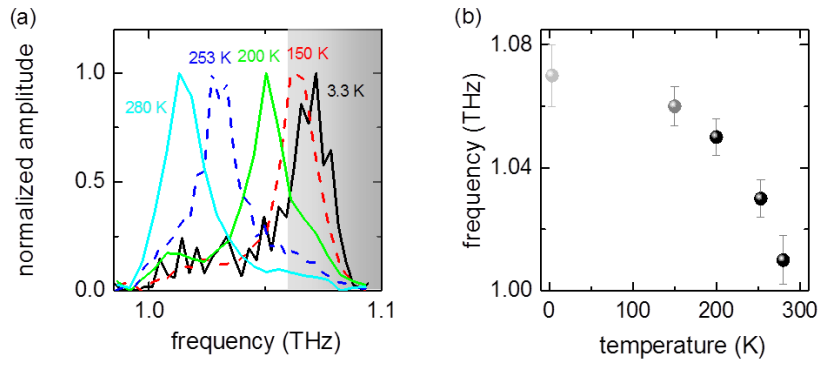 (a)
normalized amplitude
1.0
0.5
0.0
280 K
253 K
200 K
150 K
3.3 K
1.0
1.1
frequency (THz)
(b)
frequency (THz)
1.08
1.04
1.00
0
100
200
300
temperature (K)